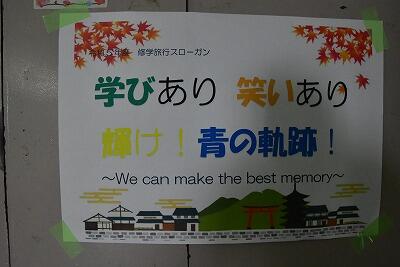 修学旅行スローガン
学びあり 笑いあり
輝け！青の軌跡！
～We can make the best memory～